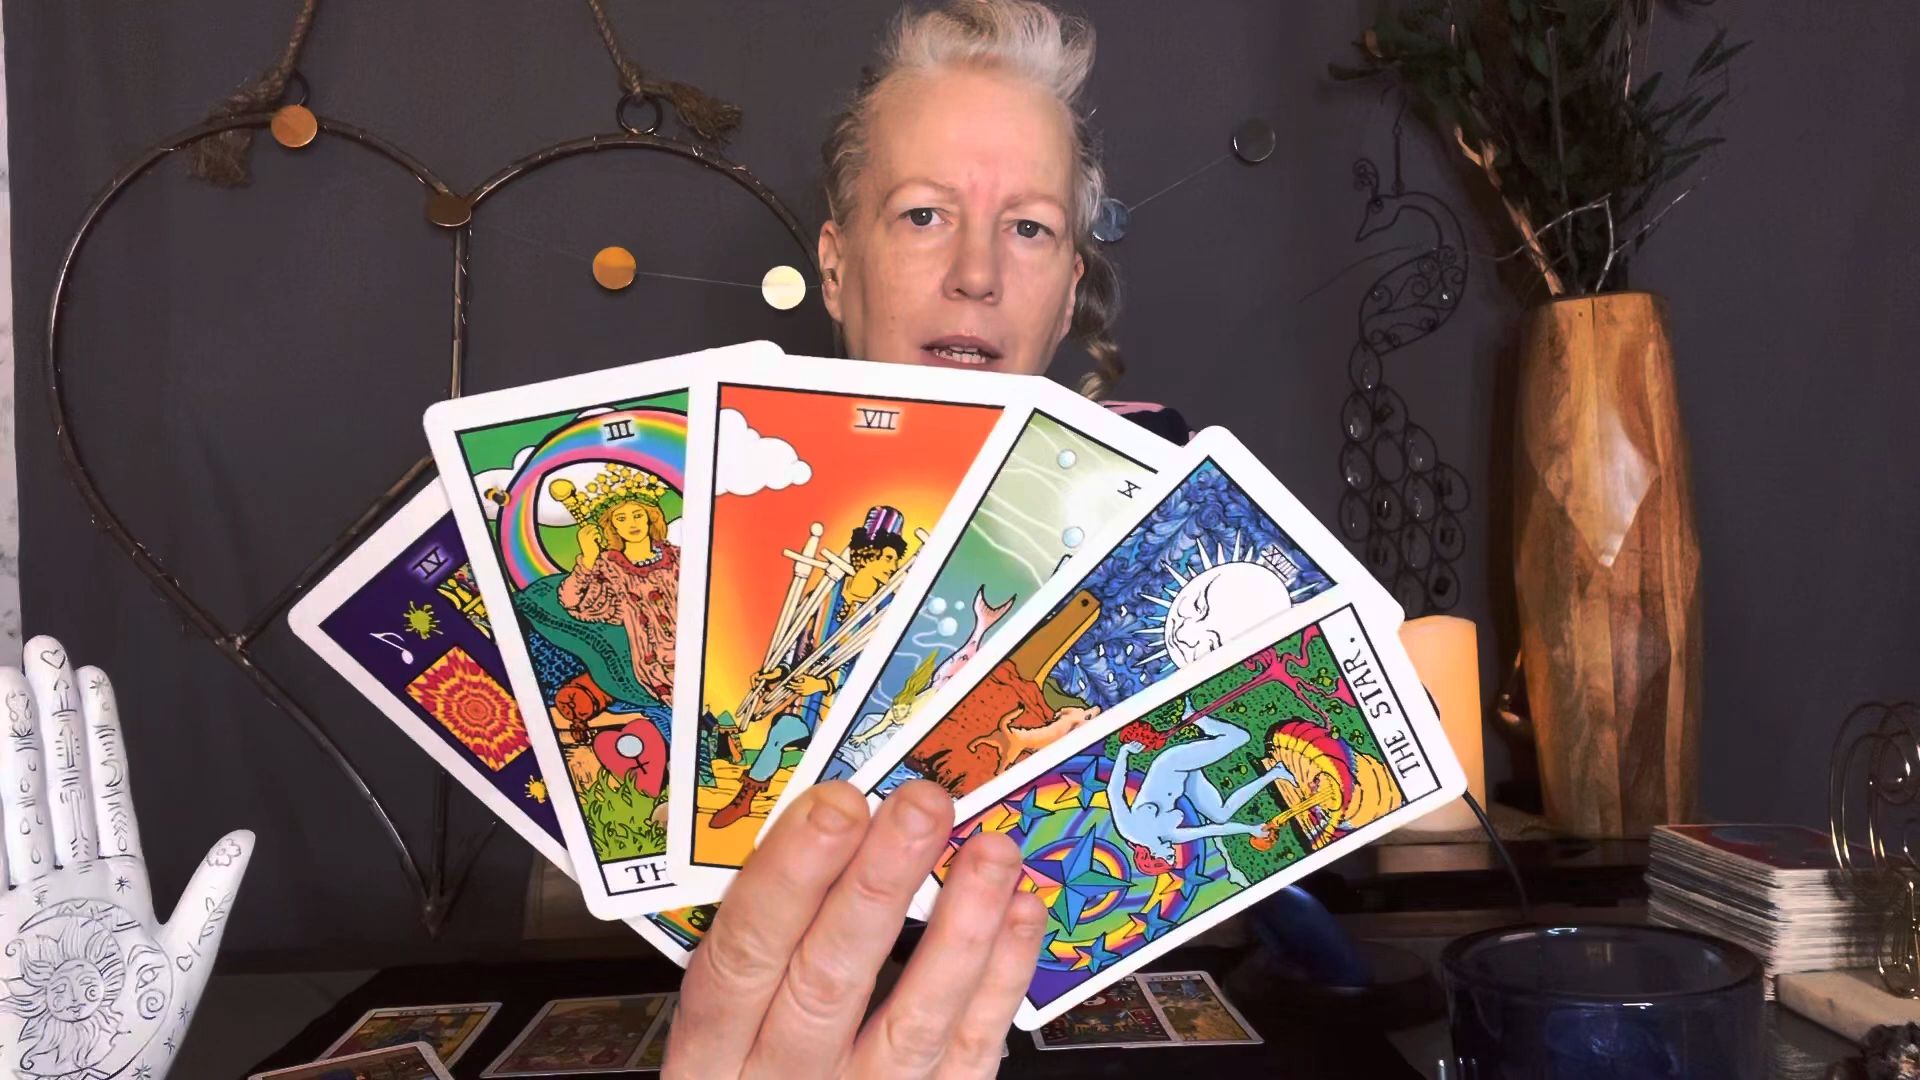 IV
III
TH
VII
X
XVIII
THE STAR.